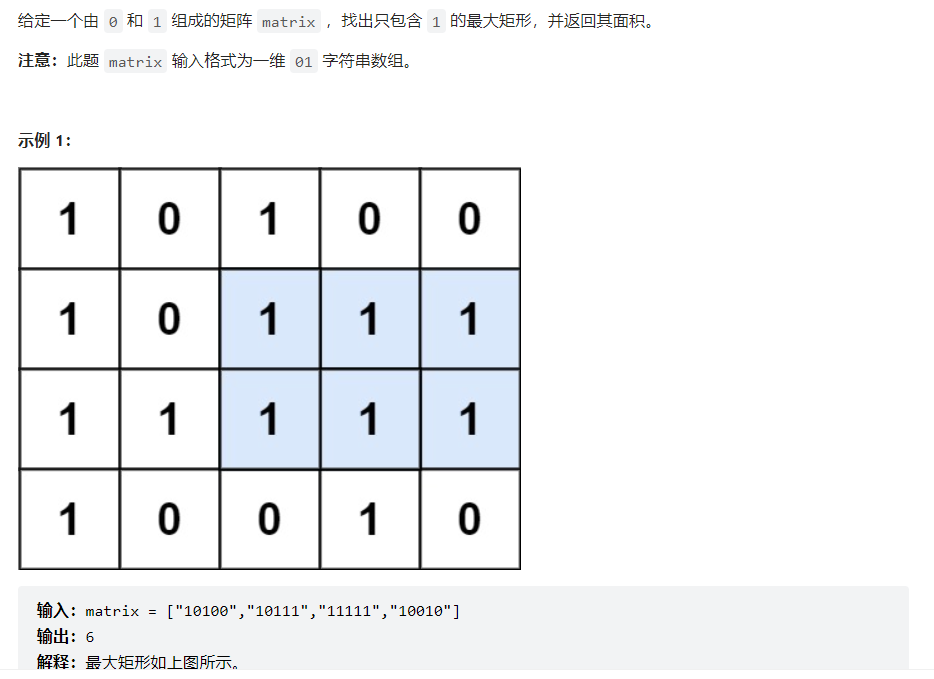 给定一个由 0 和 1 组成的矩阵 matrix ，找出只包含 1 的最大矩形，并返回其面积。
注意：此题 matrix 输入格式为一维 01 字符串数组。
示例 1：
1 0 1 0 0
1 0 1 1 1
1 1 1 1 1
1 0 0 1 0
输入：matrix = ["10100","10111","11111","10010"]
输出：6
解释：最大矩形如上图所示。